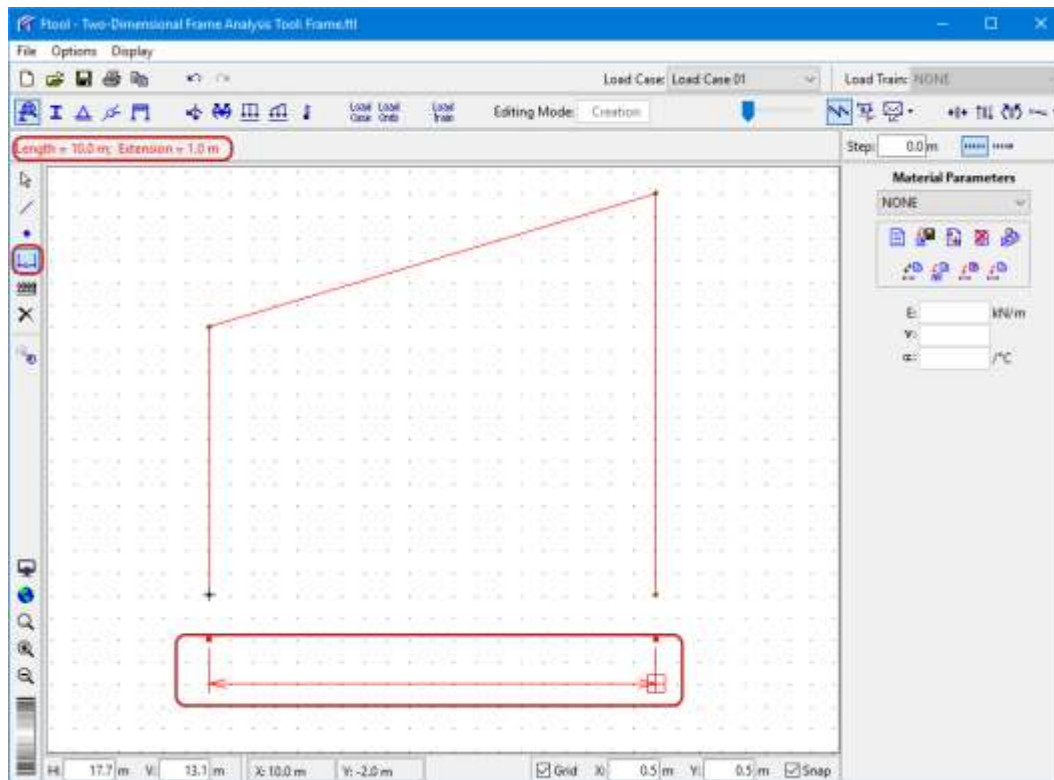 Ftool - Two-Dimensional Frame Analysis Tool: Frame.ftl
File Options Display
Load Case: Load Case 01 Load Train: NONE
Load Case Load Cmb Load Train Editing Mode: Creation
Length = 10.0 m; Extension = 1.0 m
Step: 0.0 m
Material Parameters
NONE
E: kN/m
ν:
α: /°C
H: 17.7 m V: 13.1 m X: 10.0 m Y: -2.0 m Grid X: 0.5 m Y: 0.5 m Snap